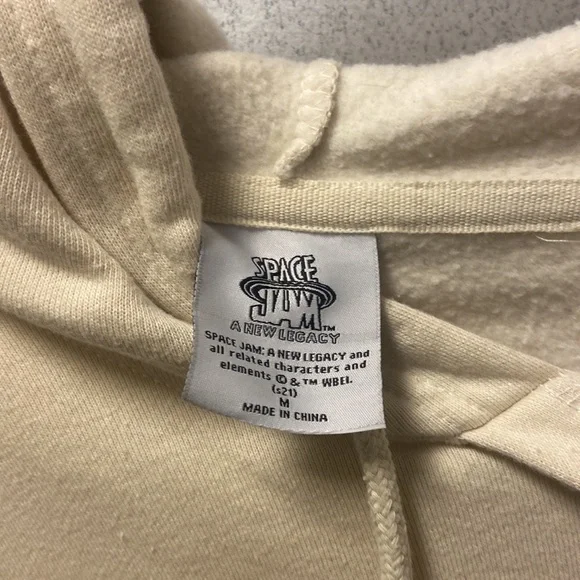 SPACE
JAM™
A NEW LEGACY
SPACE JAM: A NEW LEGACY and
all related characters and
elements © & ™ WBEI.
(s21)
M
MADE IN CHINA